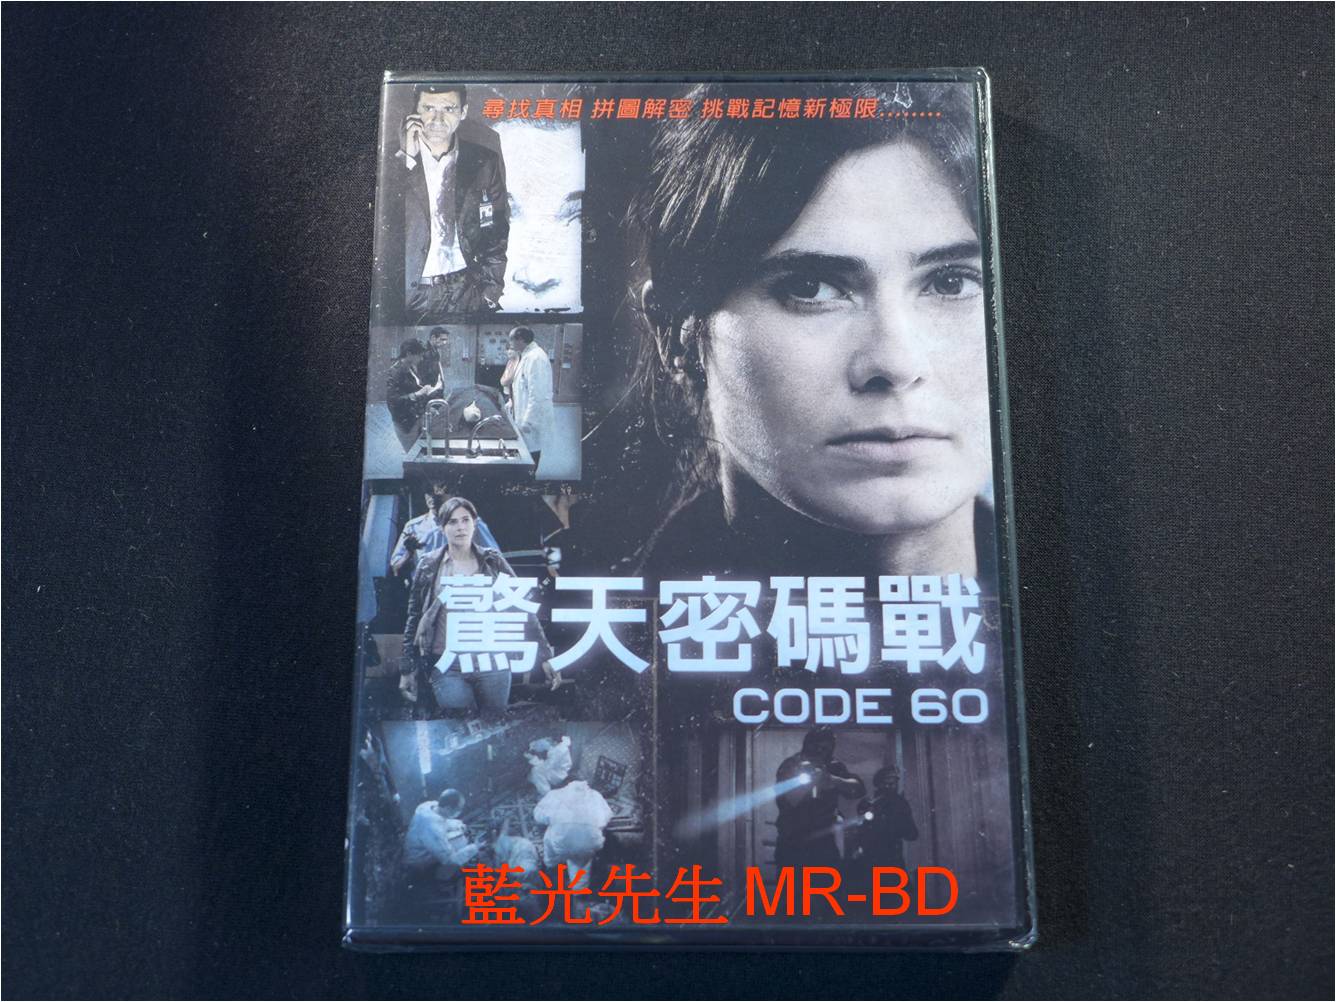 尋找真相 拼圖解密 挑戰記憶新極限........
驚天密碼戰
CODE 60
藍光先生 MR-BD